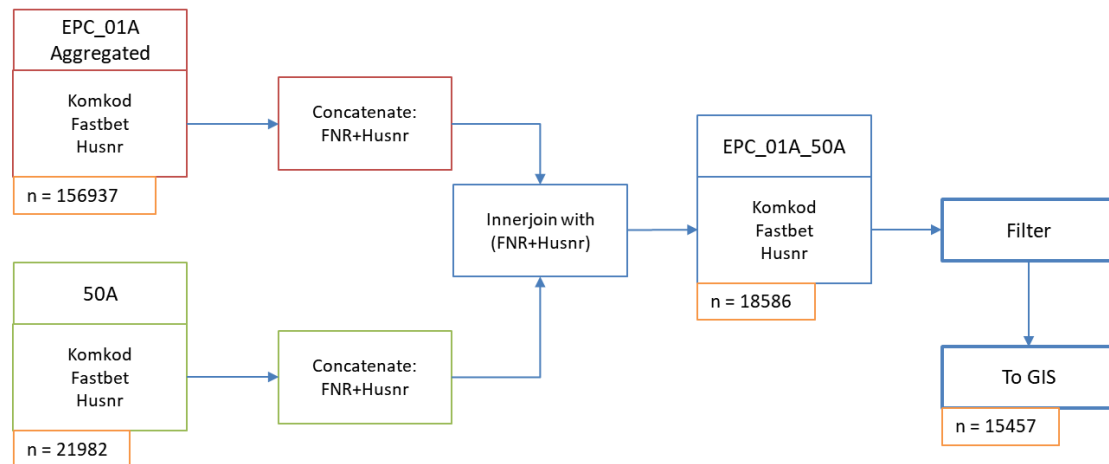 EPC_01A
Aggregated
Komkod
Fastbet
Husnr
n = 156937
Concatenate:
FNR+Husnr
50A
Komkod
Fastbet
Husnr
n = 21982
Concatenate:
FNR+Husnr
Innerjoin with
(FNR+Husnr)
EPC_01A_50A
Komkod
Fastbet
Husnr
n = 18586
Filter
To GIS
n = 15457